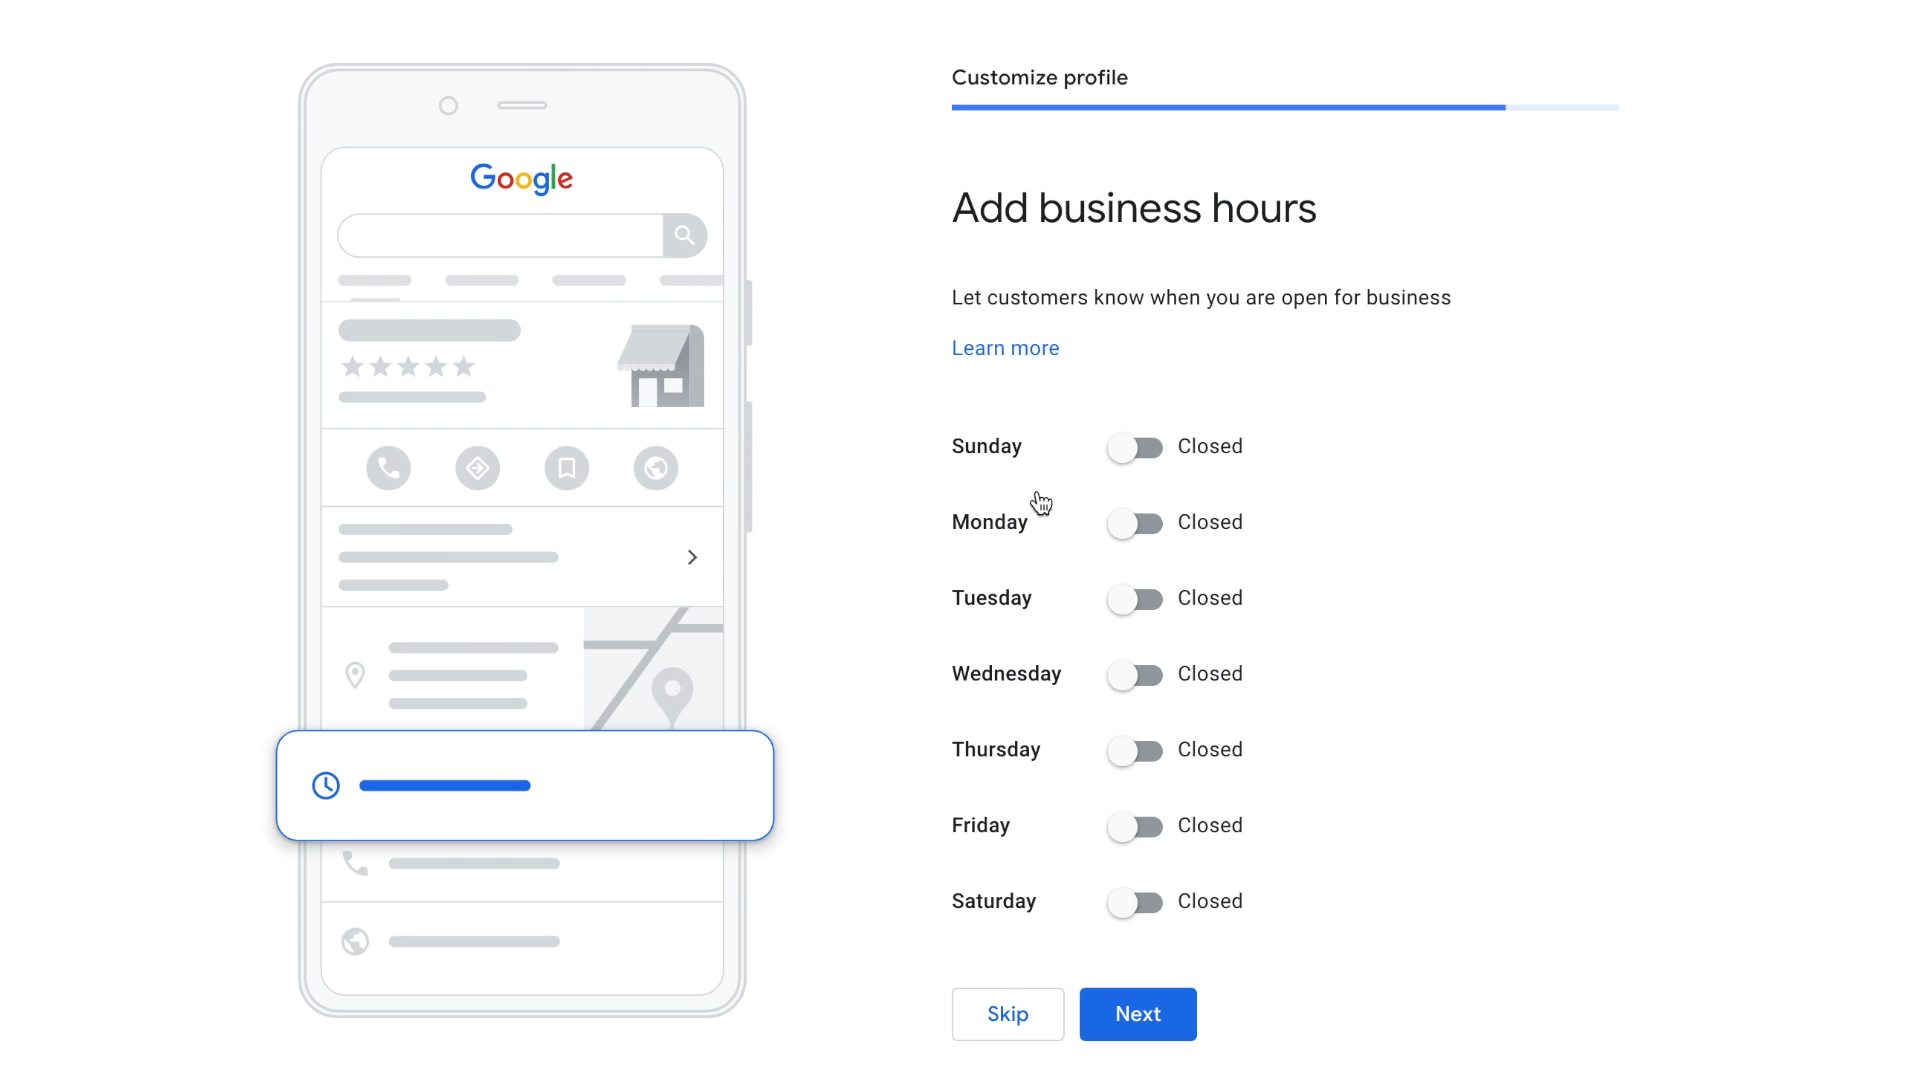 Google
Customize profile
Add business hours
Let customers know when you are open for business
Learn more
Sunday Closed
Monday Closed
Tuesday Closed
Wednesday Closed
Thursday Closed
Friday Closed
Saturday Closed
Skip Next